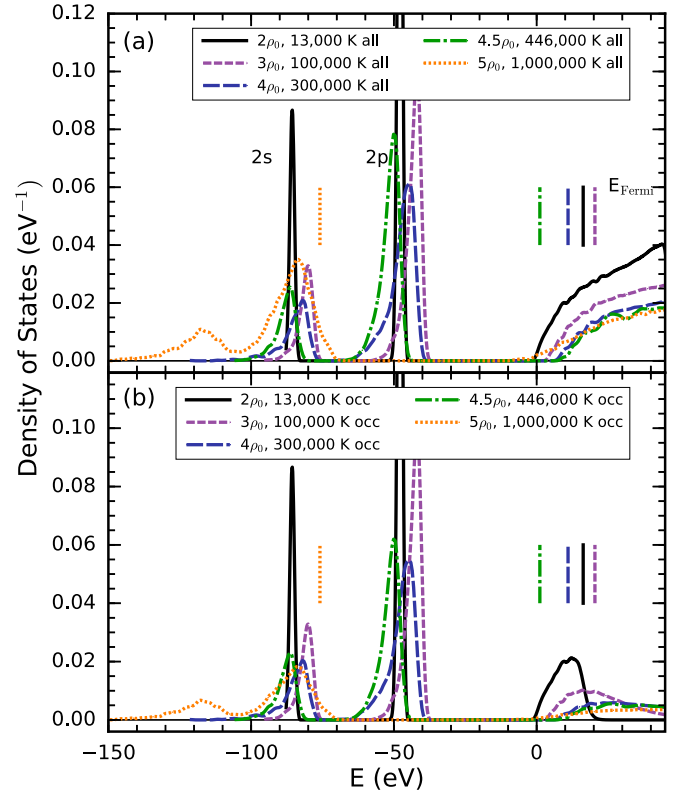 0.12
(a)
2ρ₀, 13,000 K all
3ρ₀, 100,000 K all
4ρ₀, 300,000 K all
4.5ρ₀, 446,000 K all
5ρ₀, 1,000,000 K all
0.10
0.08
2s
2p
E_Fermi
0.06
0.04
0.02
0.00
Density of States (eV⁻¹)
(b)
2ρ₀, 13,000 K occ
3ρ₀, 100,000 K occ
4ρ₀, 300,000 K occ
4.5ρ₀, 446,000 K occ
5ρ₀, 1,000,000 K occ
0.10
0.08
0.06
0.04
0.02
0.00
−150 −100 −50 0
E (eV)